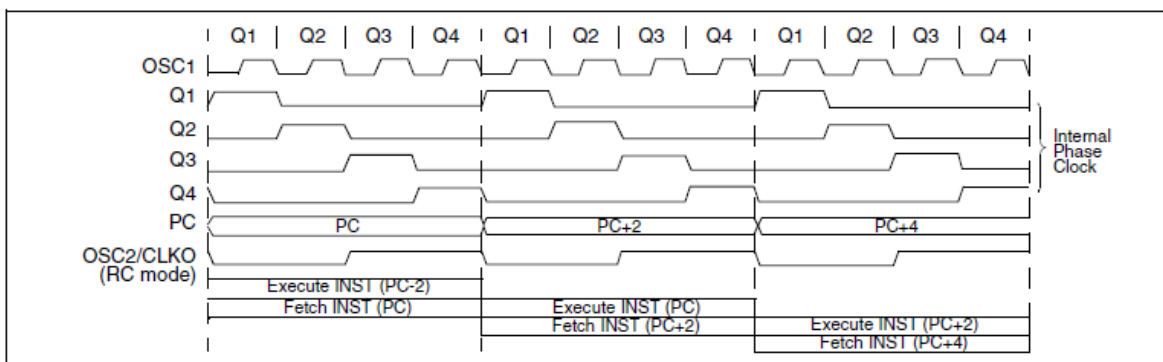 Q1 Q2 Q3 Q4 Q1 Q2 Q3 Q4 Q1 Q2 Q3 Q4
OSC1
Q1
Q2
Q3
Q4
Internal
Phase
Clock
PC
PC PC+2 PC+4
OSC2/CLKO
(RC mode)
Execute INST (PC-2)
Fetch INST (PC) Execute INST (PC)
Fetch INST (PC+2) Execute INST (PC+2)
Fetch INST (PC+4)